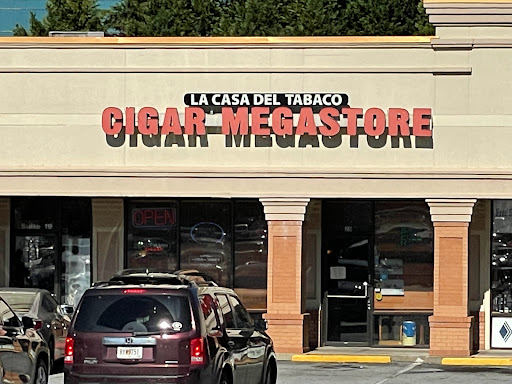 LA CASA DEL TABACO
CIGAR MEGASTORE
OPEN